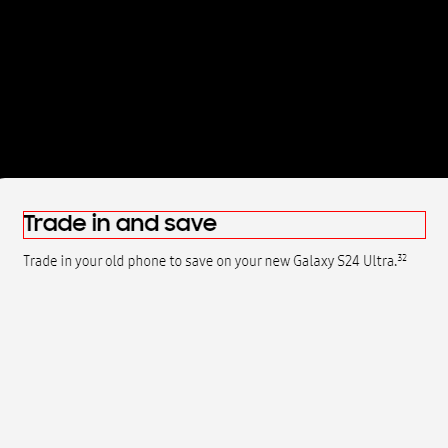 Trade in and save
Trade in your old phone to save on your new Galaxy S24 Ultra.³²